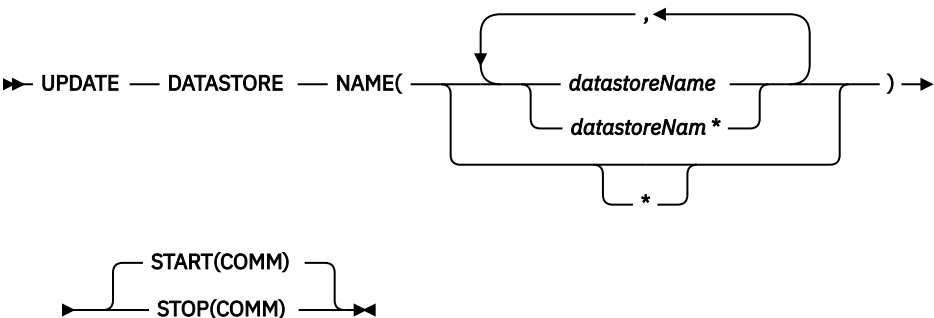 ,
UPDATE DATASTORE NAME( datastoreName )
datastoreNam *
*
START(COMM)
STOP(COMM)